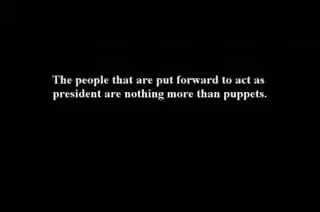 The people that are put forward to act as
president are nothing more than puppets.